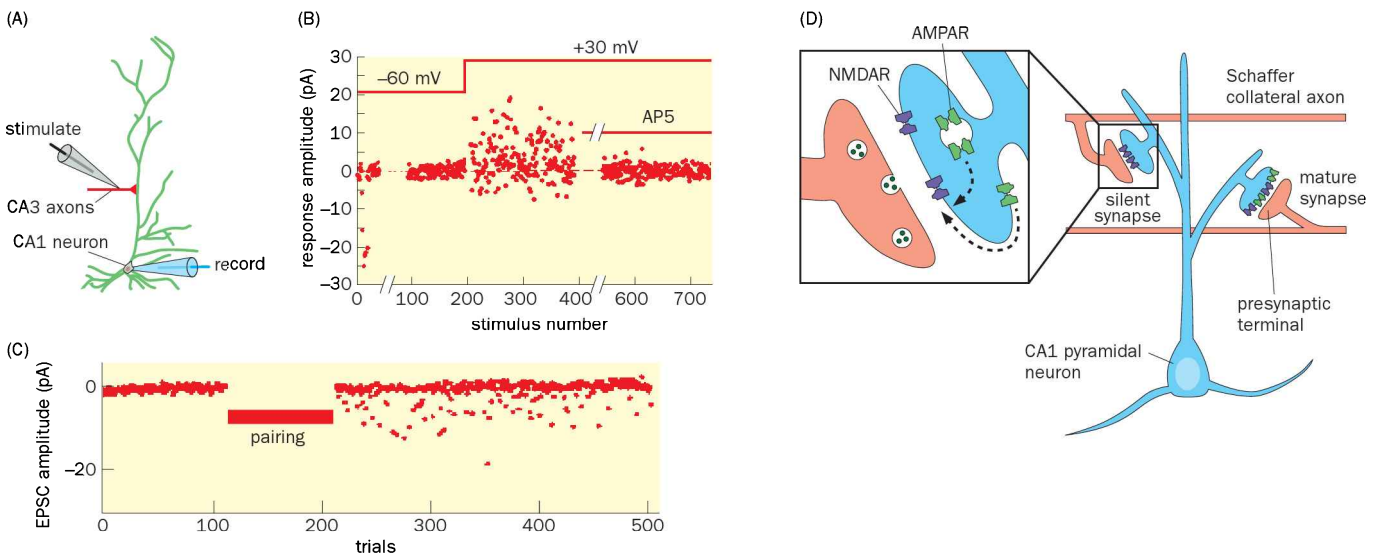 (A)
stimulate
CA3 axons
CA1 neuron
record
(B)
response amplitude (pA)
30
20
10
0
−10
−20
−30
−60 mV
+30 mV
AP5
0
100
200
300
400
600
700
stimulus number
(C)
EPSC amplitude (pA)
0
−20
pairing
0
100
200
300
400
500
trials
(D)
AMPAR
NMDAR
Schaffer
collateral axon
silent
synapse
mature
synapse
presynaptic
terminal
CA1 pyramidal
neuron